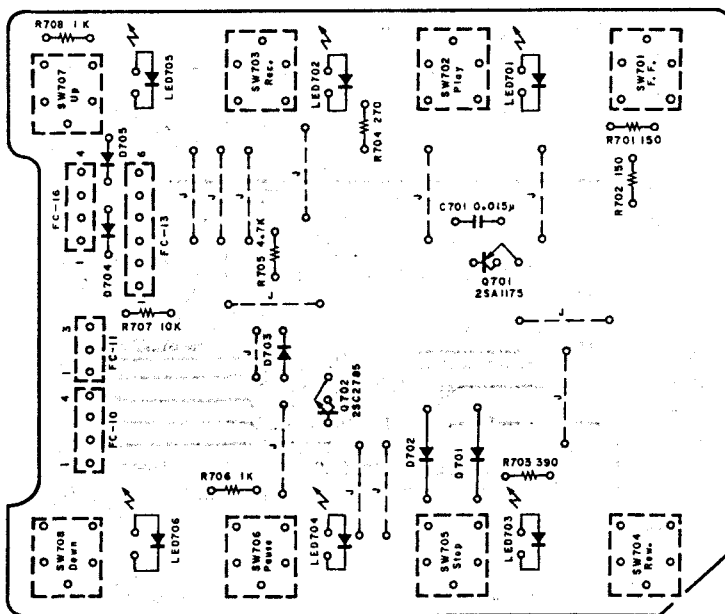 R708 1K
SW707
Up
LED705
SW703
Rec.
LED702
R704 270
SW702
Play
LED701
SW701
F.F.
R701 150
R702 150
D705
4
FC-16
1
D704
6
FC-13
1
J
J
J
J
J
J
C701 0.015μ
R705 4.7K
Q701
2SA1175
J
R707 10K
J
3
FC-11
1
J
D703
J
Q702
2SC2785
4
FC-10
1
J
D702
D701
R706 1K
J
J
R703 390
SW708
Down
LED706
SW706
Pause
LED704
SW705
Stop
LED703
SW704
Rew.